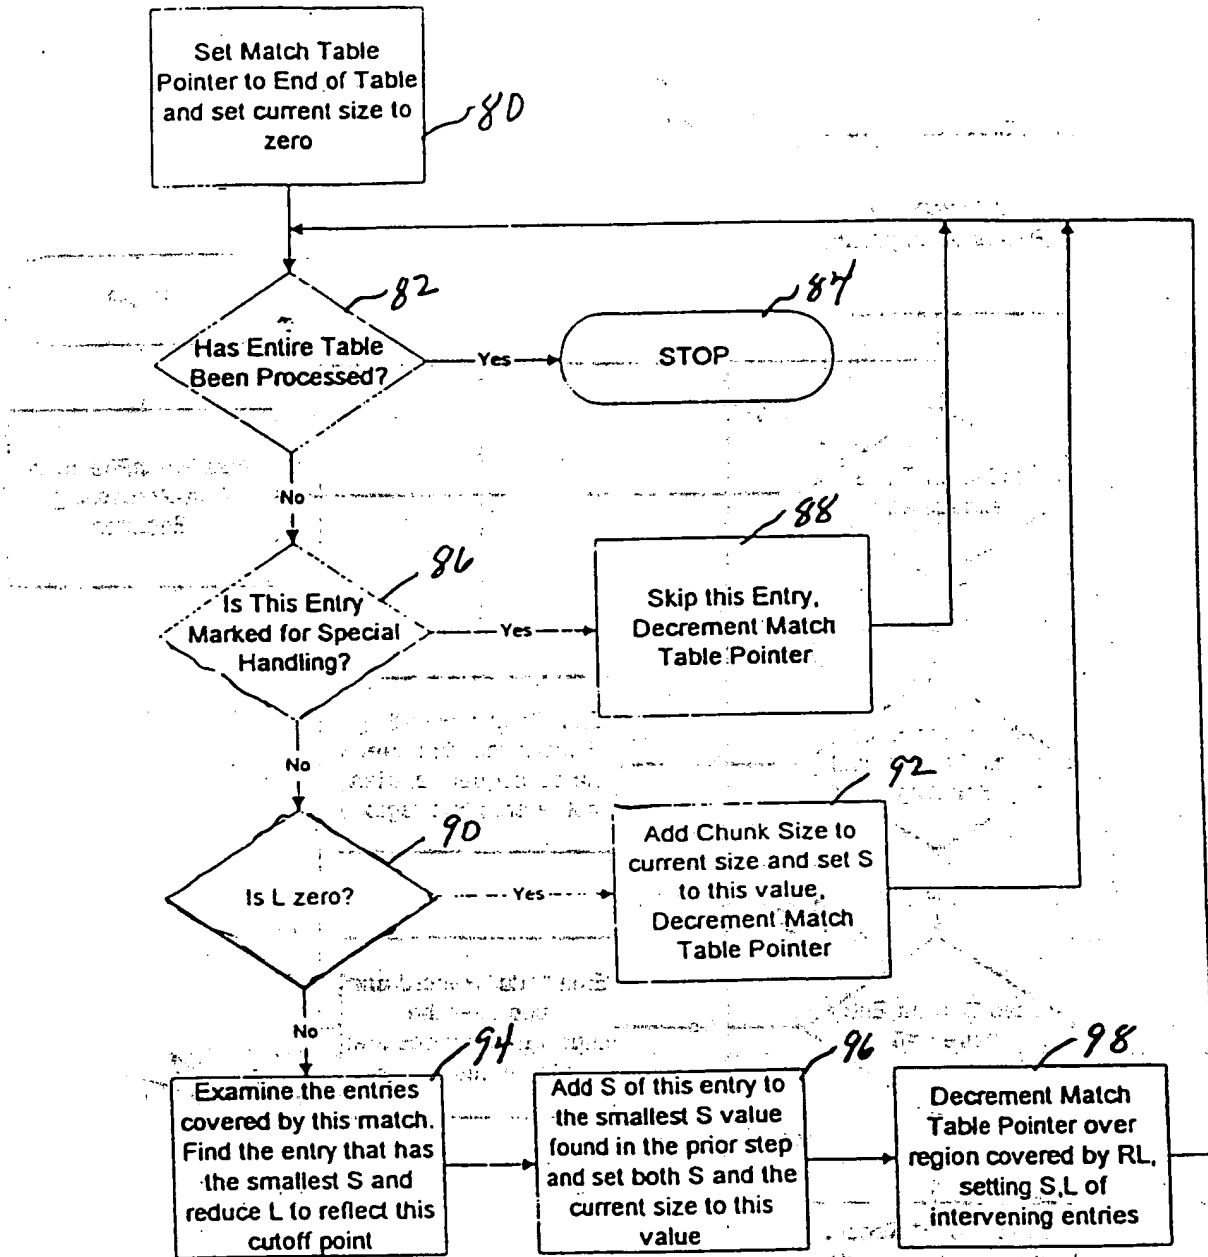 Set Match Table
Pointer to End of Table
and set current size to
zero
80
82
Has Entire Table
Been Processed?
Yes
84
STOP
No
86
Is This Entry
Marked for Special
Handling?
Yes
88
Skip this Entry,
Decrement Match
Table Pointer
No
90
Is L zero?
Yes
92
Add Chunk Size to
current size and set S
to this value,
Decrement Match
Table Pointer
No
94
Examine the entries
covered by this match.
Find the entry that has
the smallest S and
reduce L to reflect this
cutoff point
96
Add S of this entry to
the smallest S value
found in the prior step
and set both S and the
current size to this
value
98
Decrement Match
Table Pointer over
region covered by RL,
setting S,L of
intervening entries